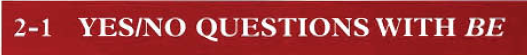 2-1 YES/NO QUESTIONS WITH BE